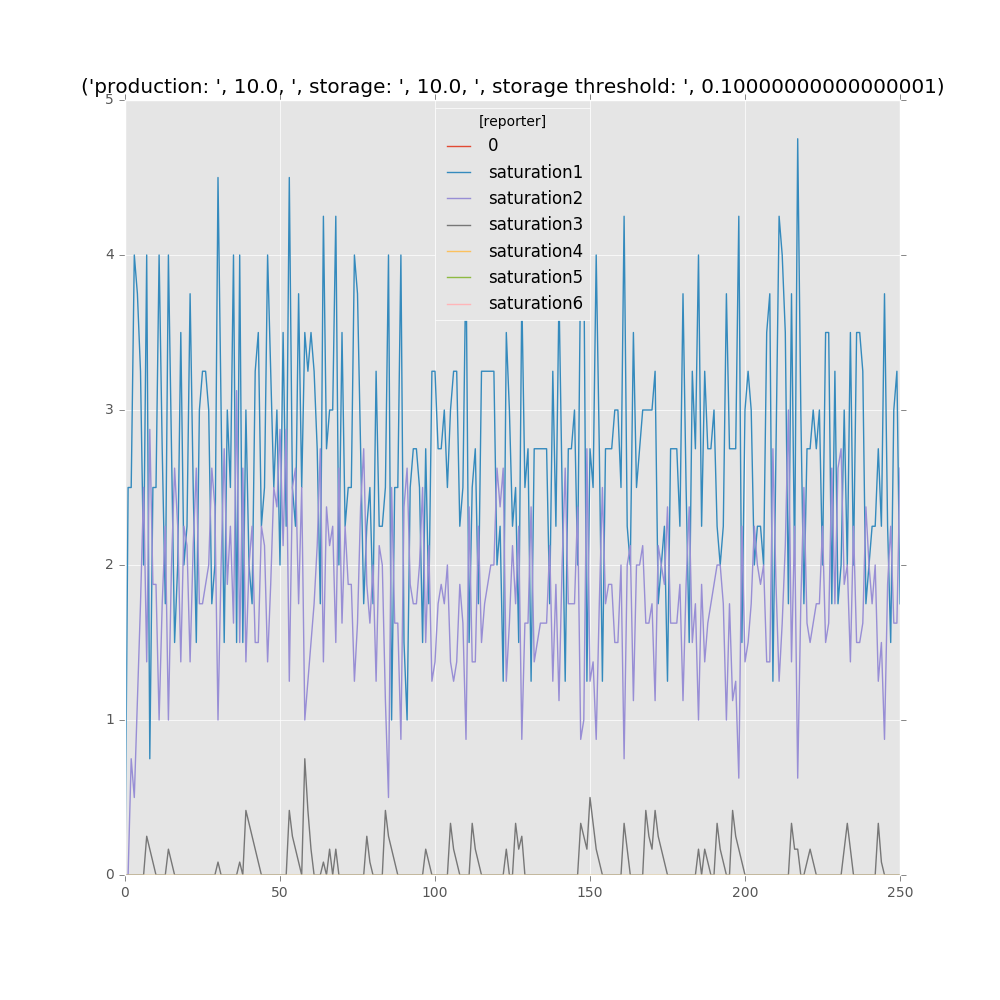 ('production: ', 10.0, ', storage: ', 10.0, ', storage threshold: ', 0.10000000000000001)
5
4
3
2
1
0
[reporter]
0
saturation1
saturation2
saturation3
saturation4
saturation5
saturation6
0 50 100 150 200 250